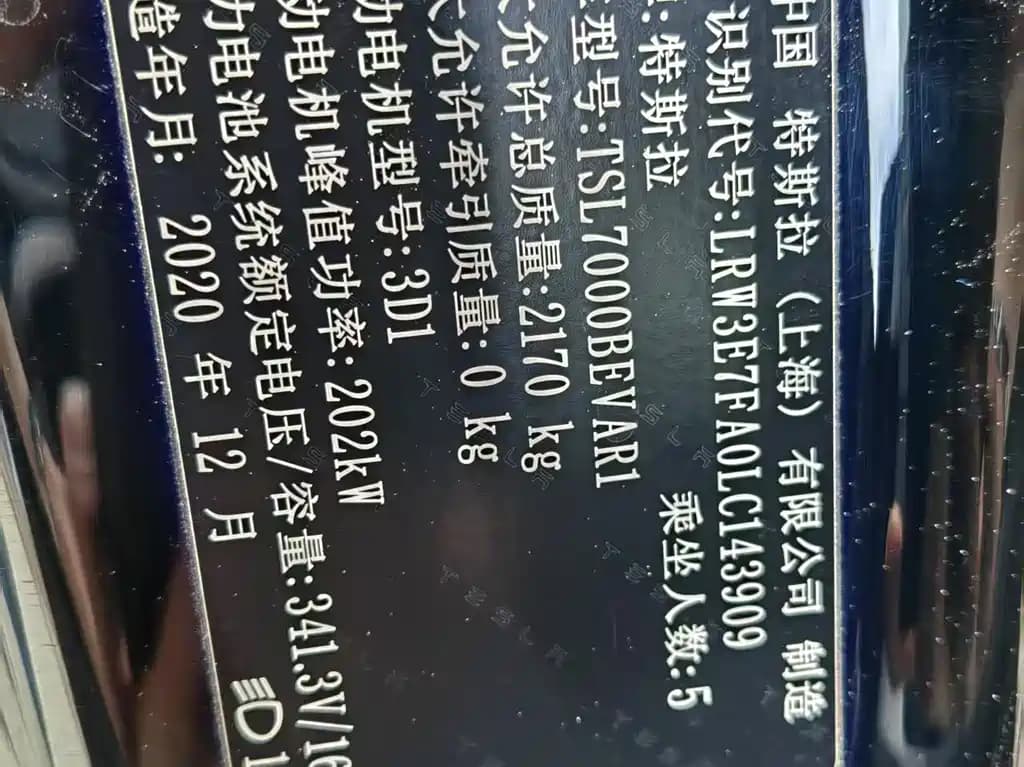 中国 特斯拉（上海）有限公司 制造
识别代号:LRW3E7FA0LC143909
:特斯拉 乘坐人数:5
型号:TSL7000BEVAR1
允许总质量:2170 kg
允许牵引质量:0 kg
动电机型号:3D1
动电机峰值功率:202kW
力电池系统额定电压/容量:341.3V/16
造年月: 2020 年 12 月